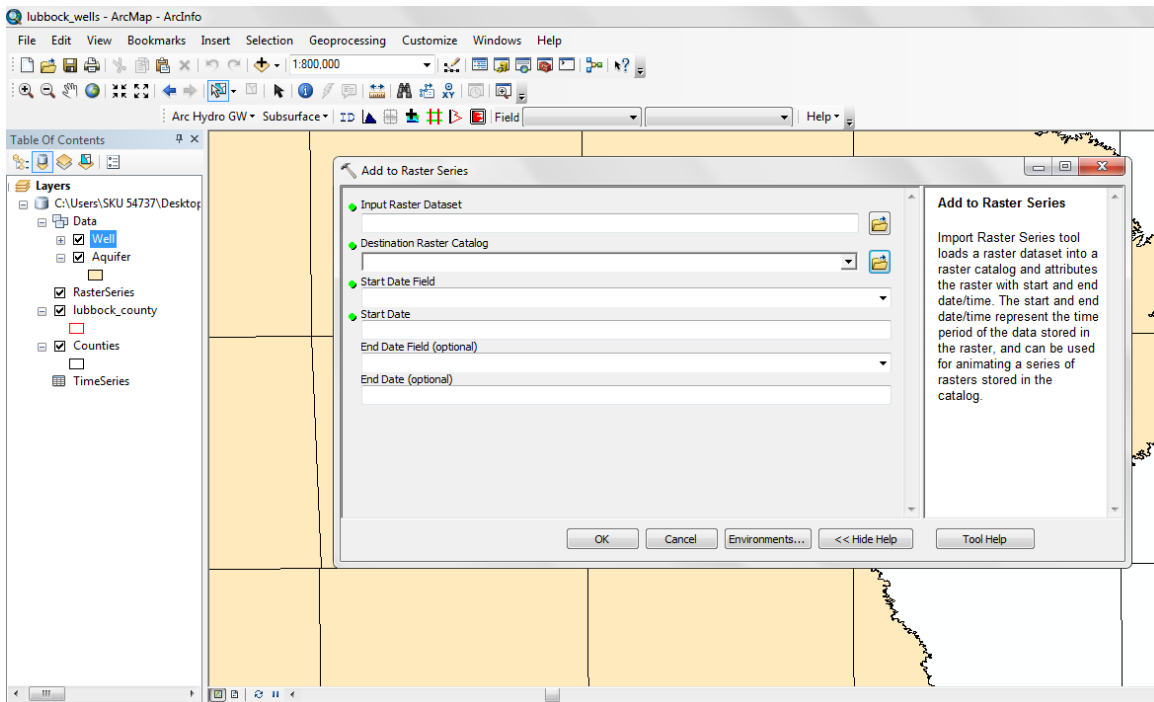 lubbock_wells - ArcMap - ArcInfo
File Edit View Bookmarks Insert Selection Geoprocessing Customize Windows Help
1:800,000
Arc Hydro GW Subsurface ID Field Help
Table Of Contents
Layers
C:\Users\SKU 54737\Desktop
Data
Well
Aquifer
RasterSeries
lubbock_county
Counties
TimeSeries
Add to Raster Series
Input Raster Dataset
Destination Raster Catalog
Start Date Field
Start Date
End Date Field (optional)
End Date (optional)
OK Cancel Environments... << Hide Help Tool Help
Add to Raster Series
Import Raster Series tool
loads a raster dataset into a
raster catalog and attributes
the raster with start and end
date/time. The start and end
date/time represent the time
period of the data stored in
the raster, and can be used
for animating a series of
rasters stored in the
catalog.